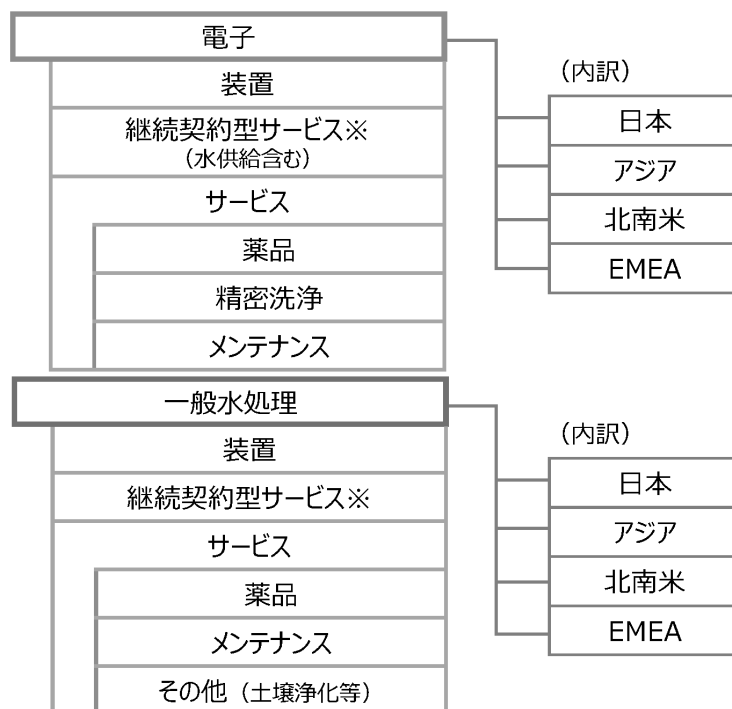 電子
装置
継続契約型サービス※
（水供給含む）
サービス
薬品
精密洗浄
メンテナンス
（内訳）
日本
アジア
北南米
EMEA
一般水処理
装置
継続契約型サービス※
サービス
薬品
メンテナンス
その他（土壌浄化等）
（内訳）
日本
アジア
北南米
EMEA